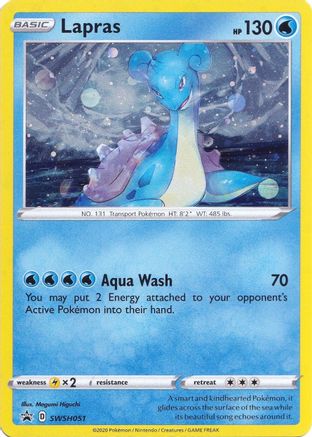 BASIC Lapras HP 130
NO. 131 Transport Pokémon HT: 8'2" WT: 485 lbs.
Aqua Wash 70
You may put 2 Energy attached to your opponent's
Active Pokémon into their hand.
weakness ×2 resistance retreat
Illus. Megumi Higuchi
D SWSH051
A smart and kindhearted Pokémon, it
glides across the surface of the sea while
its beautiful song echoes around it.
©2020 Pokémon / Nintendo / Creatures / GAME FREAK